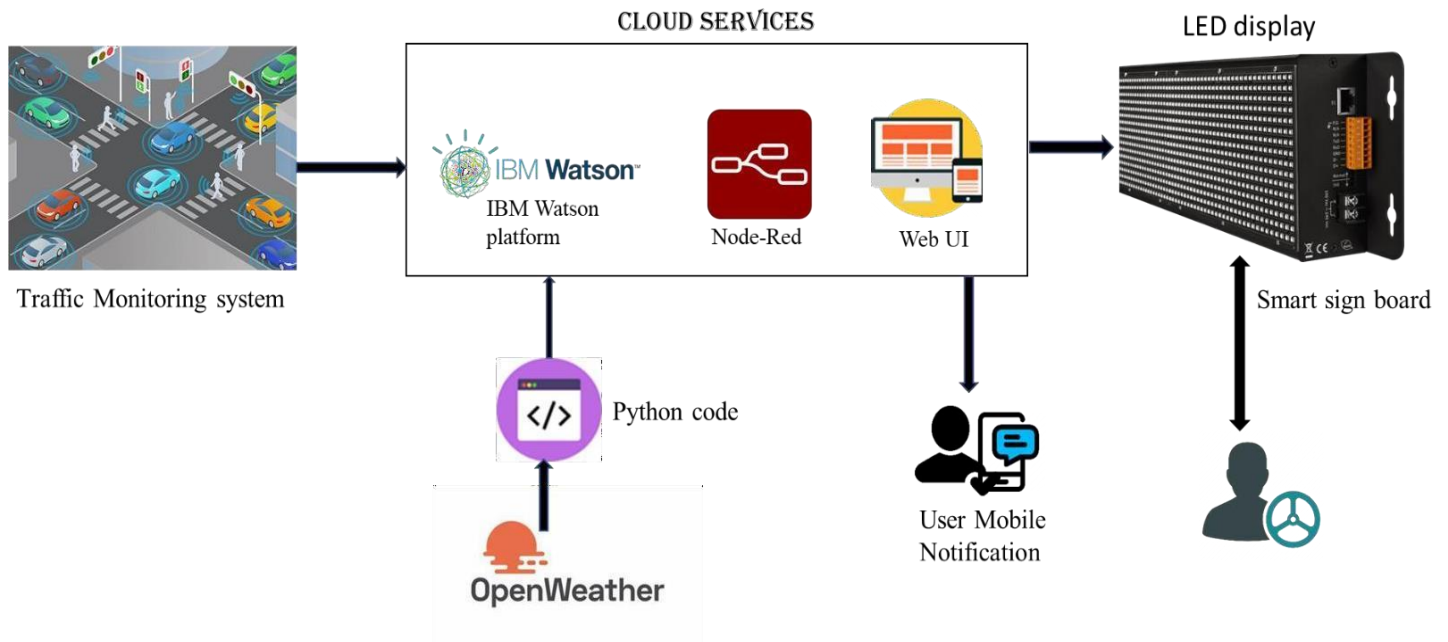 CLOUD SERVICES
LED display
IBM Watson™
IBM Watson
platform
Node-Red
Web UI
Traffic Monitoring system
Smart sign board
</>
Python code
User Mobile
Notification
OpenWeather